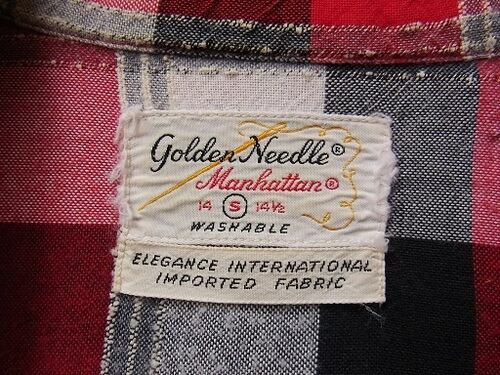 Golden Needle®
Manhattan®
14 S 14½
WASHABLE
ELEGANCE INTERNATIONAL
IMPORTED FABRIC